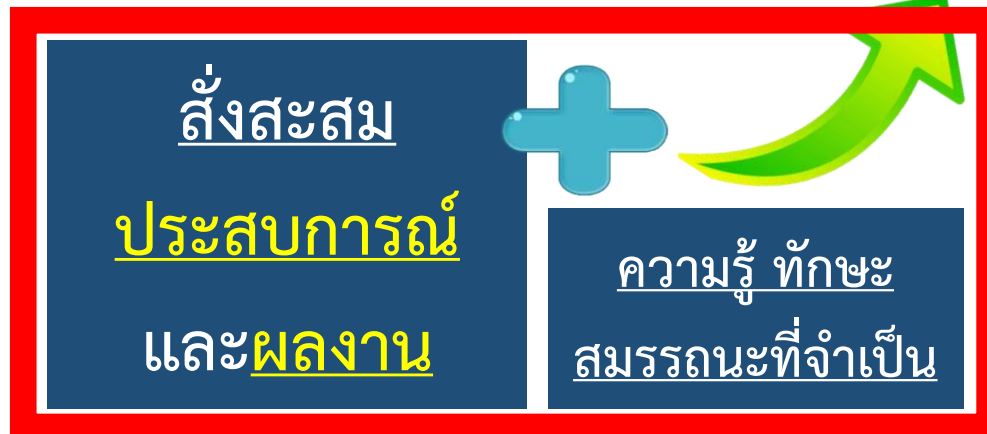 สั่งสะสม
ประสบการณ์
และผลงาน
ความรู้ ทักษะ
สมรรถนะที่จำเป็น